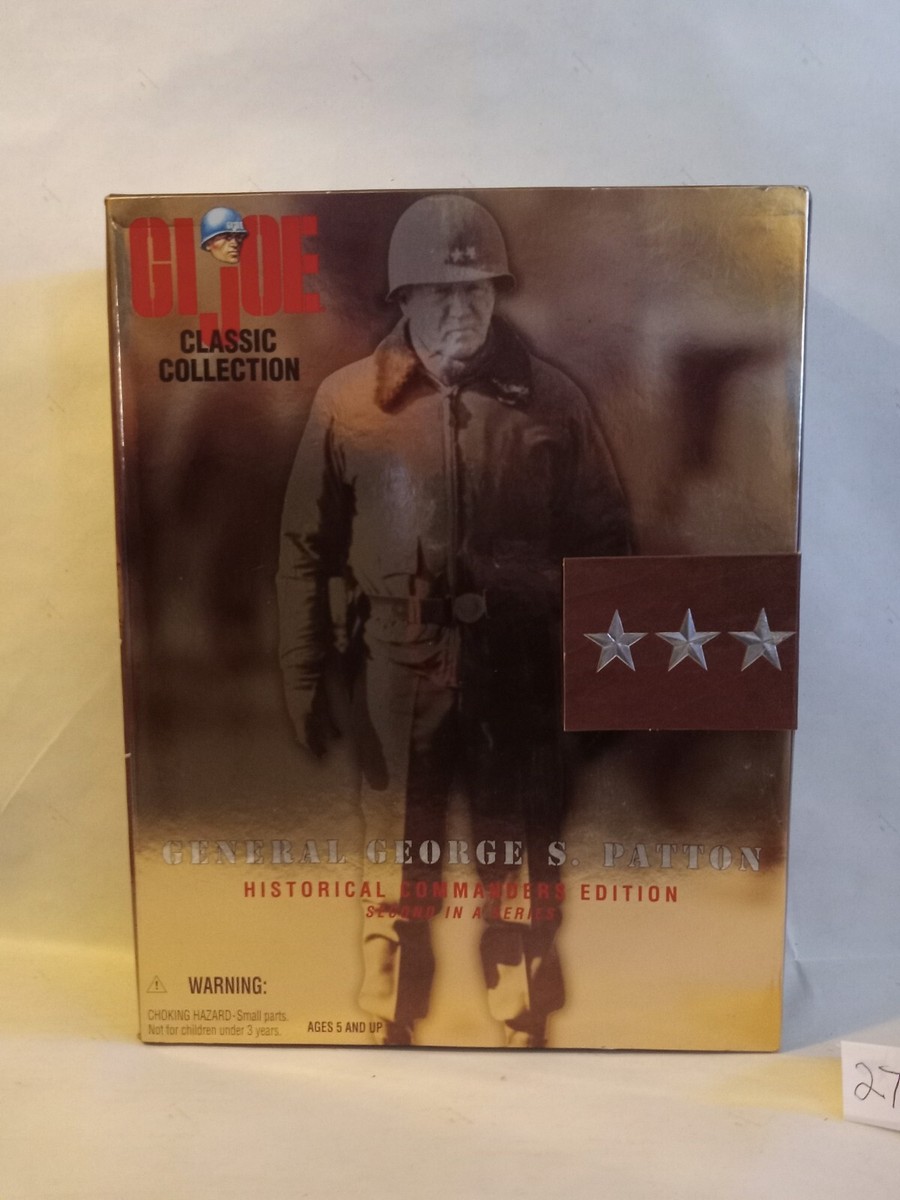 GI JOE
CLASSIC
COLLECTION
GENERAL GEORGE S. PATTON
HISTORICAL COMMANDERS EDITION
SECOND IN A SERIES
WARNING:
CHOKING HAZARD-Small parts.
Not for children under 3 years.
AGES 5 AND UP
27